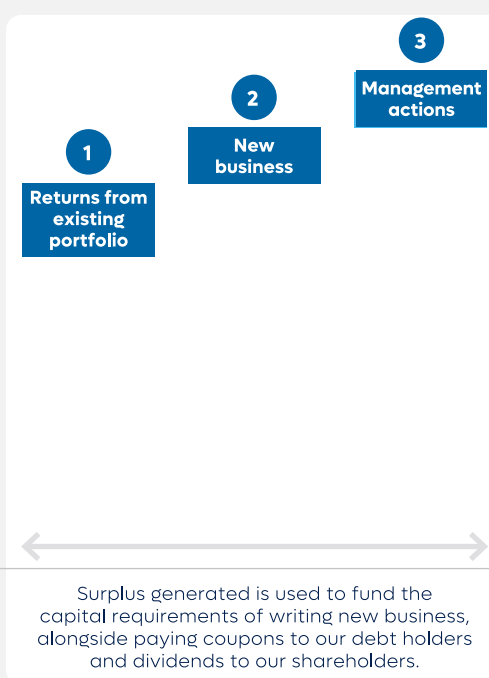 1
Returns from
existing
portfolio
2
New
business
3
Management
actions
Surplus generated is used to fund the
capital requirements of writing new business,
alongside paying coupons to our debt holders
and dividends to our shareholders.